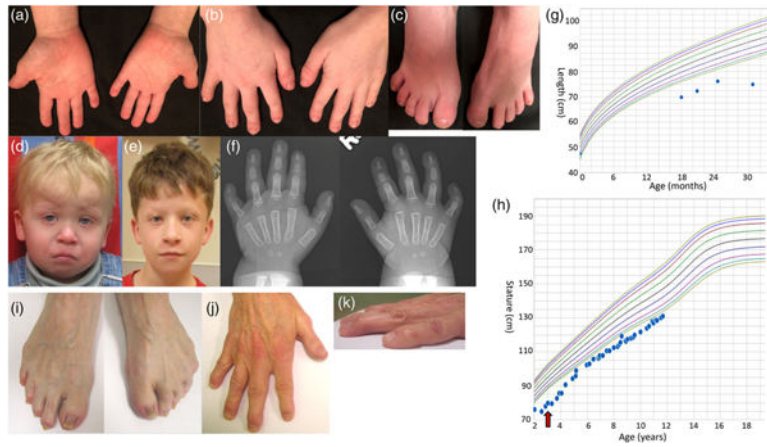 (a)
(b)
(c)
(g)
100
90
80
70
60
50
40
Length (cm)
0
6
12
18
24
30
Age (months)
(d)
(e)
(f)
(h)
190
170
150
130
110
90
70
Stature (cm)
2
4
6
8
10
12
14
16
18
Age (years)
(i)
(j)
(k)